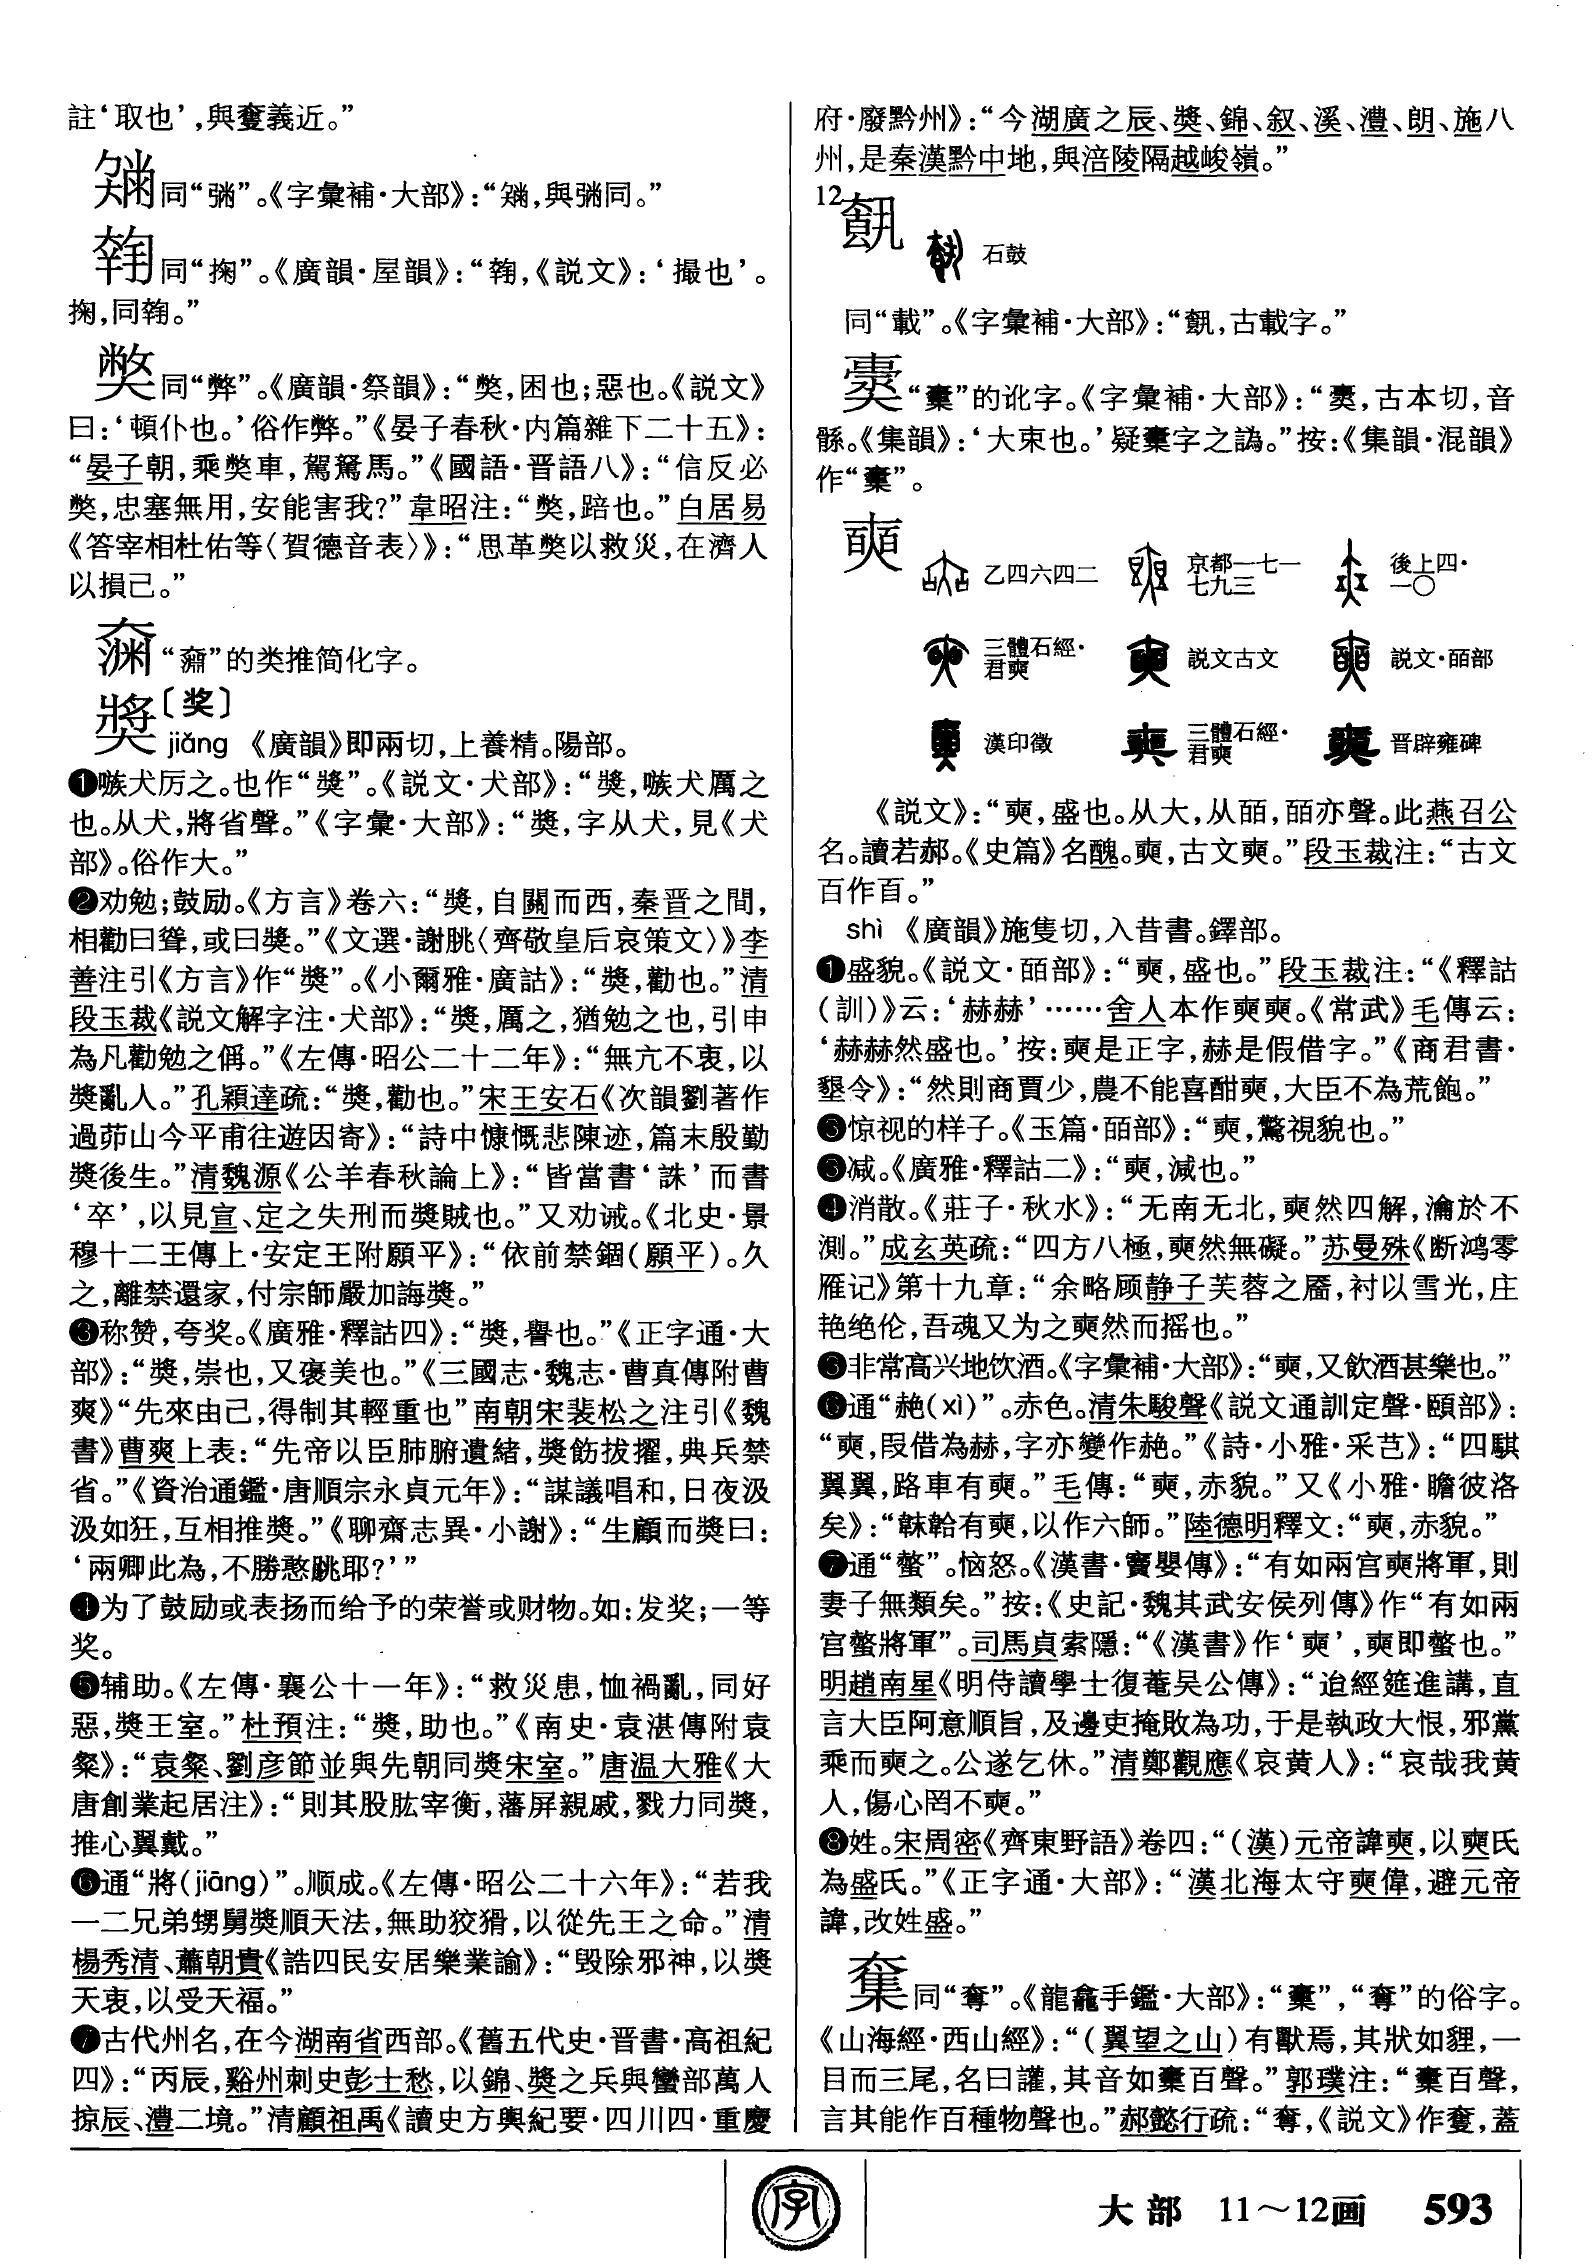 註‘取也’,與奪義近。”
同“弻”。《字彙補·大部》:“與弻同。”
同“掬”。《廣韻·屋韻》:“《説文》:‘撮也’。
掬,同
獘同“弊”。《廣韻·祭韻》:“獘,困也;惡也。《説文》
曰:‘頓仆也。’俗作弊。”《晏子春秋·内篇雜下二十五》:
“晏子朝,乘獘車,駕駑馬。”《國語·晋語八》:“信反必
獘,忠塞無用,安能害我?”韋昭注:“獘,踣也。”白居易
《答宰相杜佑等〈賀德音表〉》:“思革獘以救災,在濟人
以損己。”
“奫”的类推简化字。
奬〔奖〕
jiǎng 《廣韻》即兩切,上養精。陽部。
❶嗾犬厉之。也作“獎”。《説文·犬部》:“獎,嗾犬厲之
也。从犬,將省聲。”《字彙·大部》:“奬,字从犬,見《犬
部》。俗作大。”
❷劝勉;鼓励。《方言》卷六:“奬,自關而西,秦晋之間,
相勸曰聳,或曰奬。”《文選·謝朓〈齊敬皇后哀策文〉》李
善注引《方言》作“獎”。《小爾雅·廣詁》:“奬,勸也。”清
段玉裁《説文解字注·犬部》:“獎,厲之,猶勉之也,引申
為凡勸勉之偁。”《左傳·昭公二十二年》:“無亢不衷,以
奬亂人。”孔穎達疏:“奬,勸也。”宋王安石《次韻劉著作
過茆山今平甫往遊因寄》:“詩中慷慨悲陳迹,篇末殷勤
奬後生。”清魏源《公羊春秋論上》:“皆當書‘誅’而書
‘卒’,以見宣、定之失刑而奬賊也。”又劝诫。《北史·景
穆十二王傳上·安定王附願平》:“依前禁錮(願平)。久
之,離禁還家,付宗師嚴加誨奬。”
❸称赞,夸奖。《廣雅·釋詁四》:“奬,譽也。”《正字通·大
部》:“奬,崇也,又褒美也。”《三國志·魏志·曹真傳附曹
爽》“先來由己,得制其輕重也”南朝宋裴松之注引《魏
書》曹爽上表:“先帝以臣肺腑遺緒,奬飭拔擢,典兵禁
省。”《資治通鑑·唐順宗永貞元年》:“謀議唱和,日夜汲
汲如狂,互相推奬。”《聊齋志異·小謝》:“生顧而奬曰:
‘兩卿此為,不勝憨跳耶?’”
❹为了鼓励或表扬而给予的荣誉或财物。如:发奖;一等
奖。
❺辅助。《左傳·襄公十一年》:“救災患,恤禍亂,同好
惡,奬王室。”杜預注:“奬,助也。”《南史·袁湛傳附袁
粲》:“袁粲、劉彦節並與先朝同奬宋室。”唐温大雅《大
唐創業起居注》:“則其股肱宰衡,藩屏親戚,戮力同奬,
推心翼戴。”
❻通“將(jiāng)”。顺成。《左傳·昭公二十六年》:“若我
一二兄弟甥舅奬順天法,無助狡猾,以從先王之命。”清
楊秀清、蕭朝貴《誥四民安居樂業諭》:“毁除邪神,以奬
天衷,以受天福。”
❼古代州名,在今湖南省西部。《舊五代史·晋書·高祖紀
四》:“丙辰,谿州刺史彭士愁,以錦、奬之兵與蠻部萬人
掠辰、澧二境。”清顧祖禹《讀史方輿紀要·四川四·重慶
府·廢黔州》:“今湖廣之辰、奬、錦、叙、溪、澧、朗、施八
州,是秦漢黔中地,與涪陵隔越峻嶺。”
12
石鼓
同“載”。《字彙補·大部》:“古載字。”
“橐”的讹字。《字彙補·大部》:“古本切,音
緜。《集韻》:‘大束也。’疑字之譌。”按:《集韻·混韻》
作
奭 乙四六四二 京都一七一七九三 後上四·一〇
三體石經·君奭 説文古文 説文·皕部
漢印徵 三體石經·君奭 晋辟雍碑
《説文》:“奭,盛也。从大,从皕,皕亦聲。此燕召公
名。讀若郝。《史篇》名醜。奭,古文奭。”段玉裁注:“古文
百作𦣻。”
shì 《廣韻》施隻切,入昔書。鐸部。
❶盛貌。《説文·皕部》:“奭,盛也。”段玉裁注:“《釋詁
(訓)》云:‘赫赫’……舍人本作奭奭。《常武》毛傳云:
‘赫赫然盛也。’按:奭是正字,赫是假借字。”《商君書·
墾令》:“然則商賈少,農不能喜酣奭,大臣不為荒飽。”
❸惊视的样子。《玉篇·皕部》:“奭,驚視貌也。”
❸减。《廣雅·釋詁二》:“奭,減也。”
❹消散。《莊子·秋水》:“无南无北,奭然四解,淪於不
測。”成玄英疏:“四方八極,奭然無礙。”苏曼殊《断鸿零
雁记》第十九章:“余略顾静子芙蓉之靥,衬以雪光,庄
艳绝伦,吾魂又为之奭然而摇也。”
❸非常高兴地饮酒。《字彙補·大部》:“奭,又飲酒甚樂也。”
❻通“赩(xì)”。赤色。清朱駿聲《説文通訓定聲·頤部》:
“奭,叚借為赫,字亦變作赩。”《詩·小雅·采芑》:“四騏
翼翼,路車有奭。”毛傳:“奭,赤貌。”又《小雅·瞻彼洛
矣》:“韎韐有奭,以作六師。”陸德明釋文:“奭,赤貌。”
❼通“螫”。恼怒。《漢書·竇嬰傳》:“有如兩宫奭將軍,則
妻子無類矣。”按:《史記·魏其武安侯列傳》作“有如兩
宫螫將軍”。司馬貞索隱:“《漢書》作‘奭’,奭即螫也。”
明趙南星《明侍讀學士復菴吴公傳》:“迨經筵進講,直
言大臣阿意順旨,及邊吏掩敗為功,于是執政大恨,邪黨
乘而奭之。公遂乞休。”清鄭觀應《哀黄人》:“哀哉我黄
人,傷心罔不奭。”
❽姓。宋周密《齊東野語》卷四:“(漢)元帝諱奭,以奭氏
為盛氏。”《正字通·大部》:“漢北海太守奭偉,避元帝
諱,改姓盛。”
同“奪”。《龍龕手鑑·大部》:“奪”的俗字。
《山海經·西山經》:“(翼望之山)有獸焉,其狀如貍,一
目而三尾,名曰讙,其音如百聲。”郭璞注:“百聲,
言其能作百種物聲也。”郝懿行疏:“奪,《説文》作奞,蓋
字
大部 11～12画 593